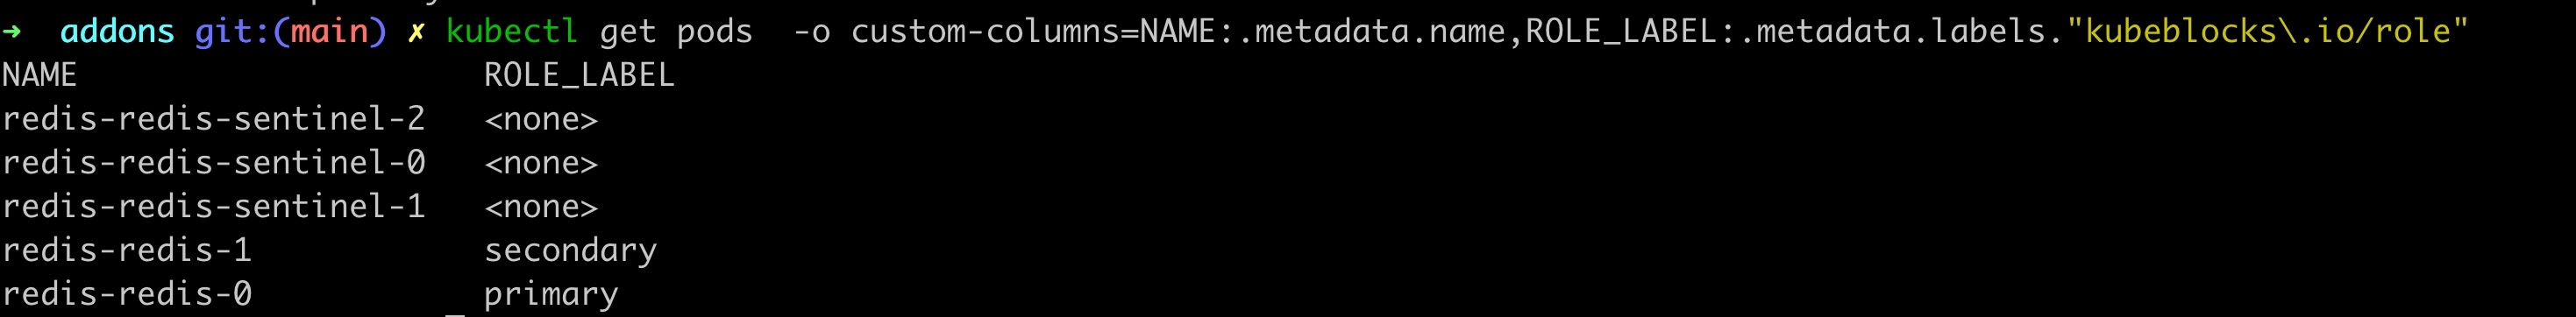 ➜  addons git:(main) ✗ kubectl get pods  -o custom-columns=NAME:.metadata.name,ROLE_LABEL:.metadata.labels."kubeblocks\.io/role"
NAME                     ROLE_LABEL
redis-redis-sentinel-2   <none>
redis-redis-sentinel-0   <none>
redis-redis-sentinel-1   <none>
redis-redis-1            secondary
redis-redis-0            primary